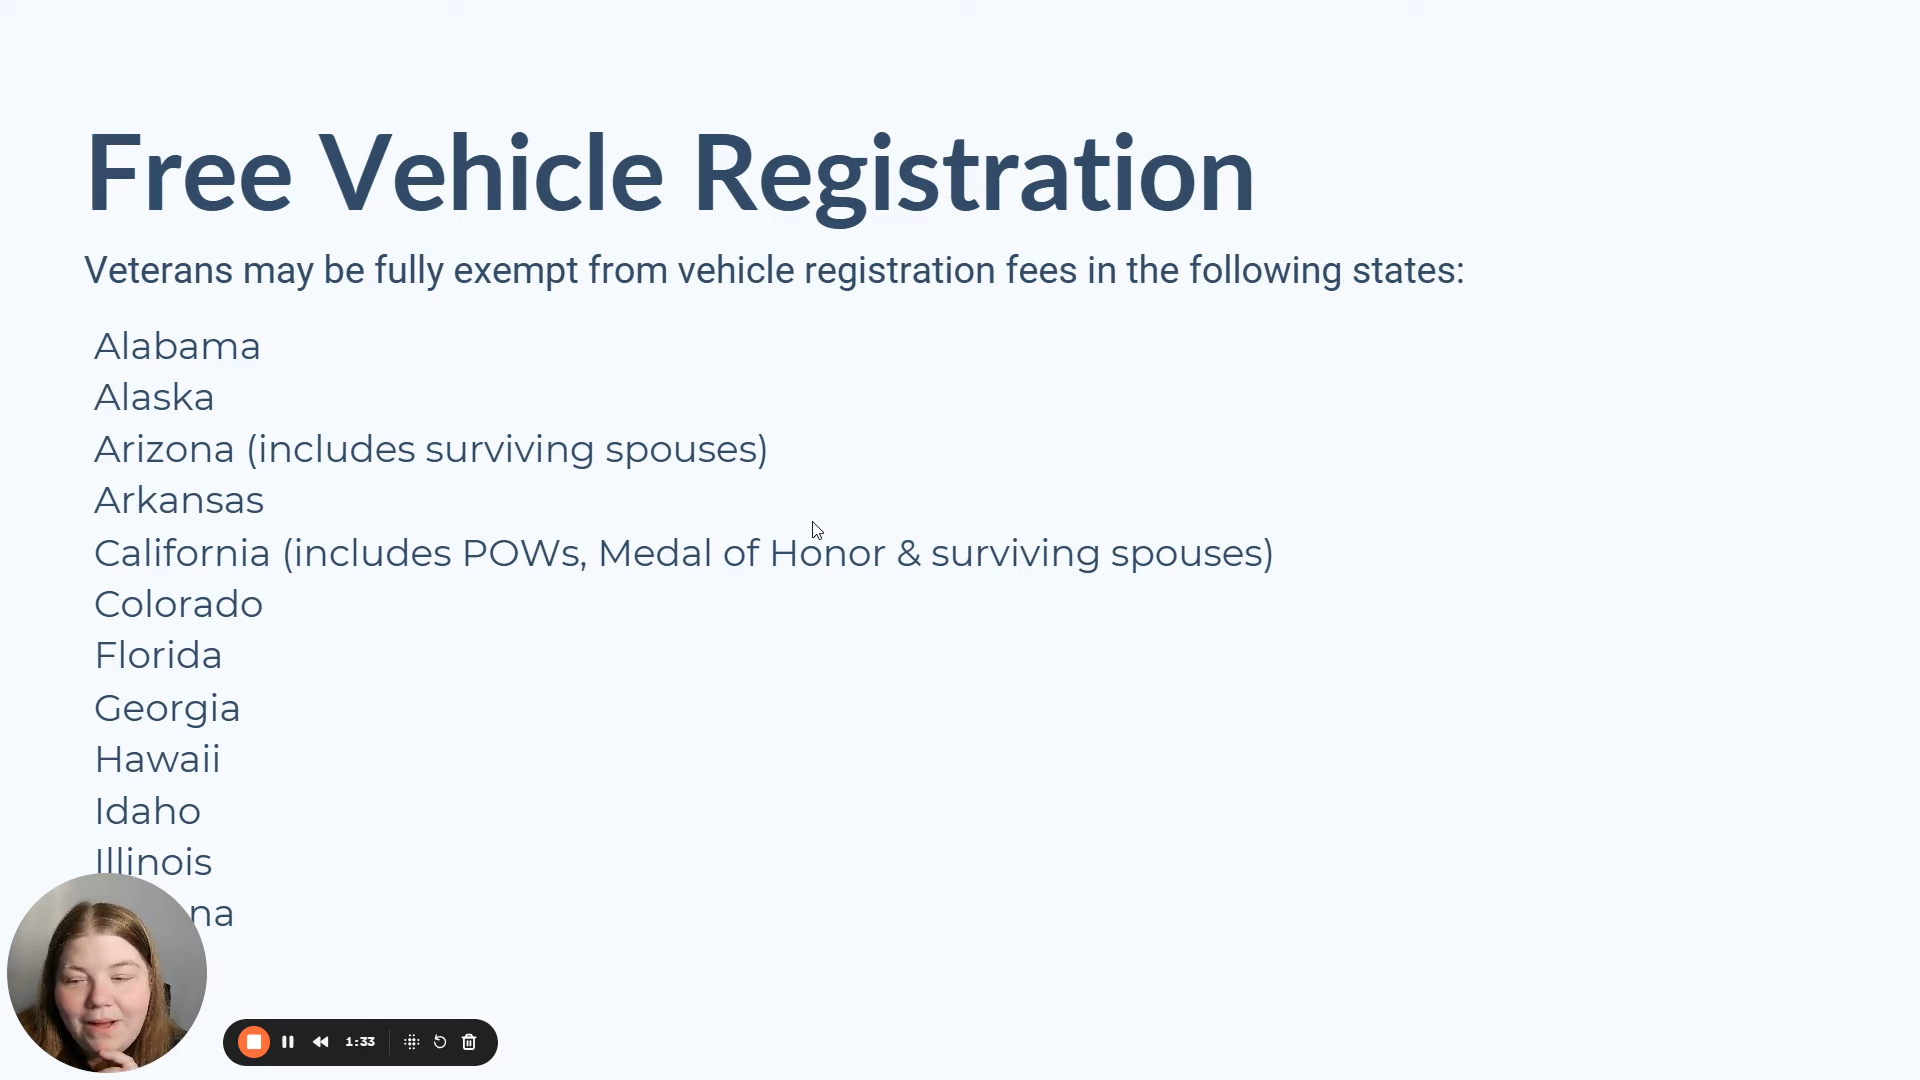 Free Vehicle Registration
Veterans may be fully exempt from vehicle registration fees in the following states:
Alabama
Alaska
Arizona (includes surviving spouses)
Arkansas
California (includes POWs, Medal of Honor & surviving spouses)
Colorado
Florida
Georgia
Hawaii
Idaho
Illinois
1:33